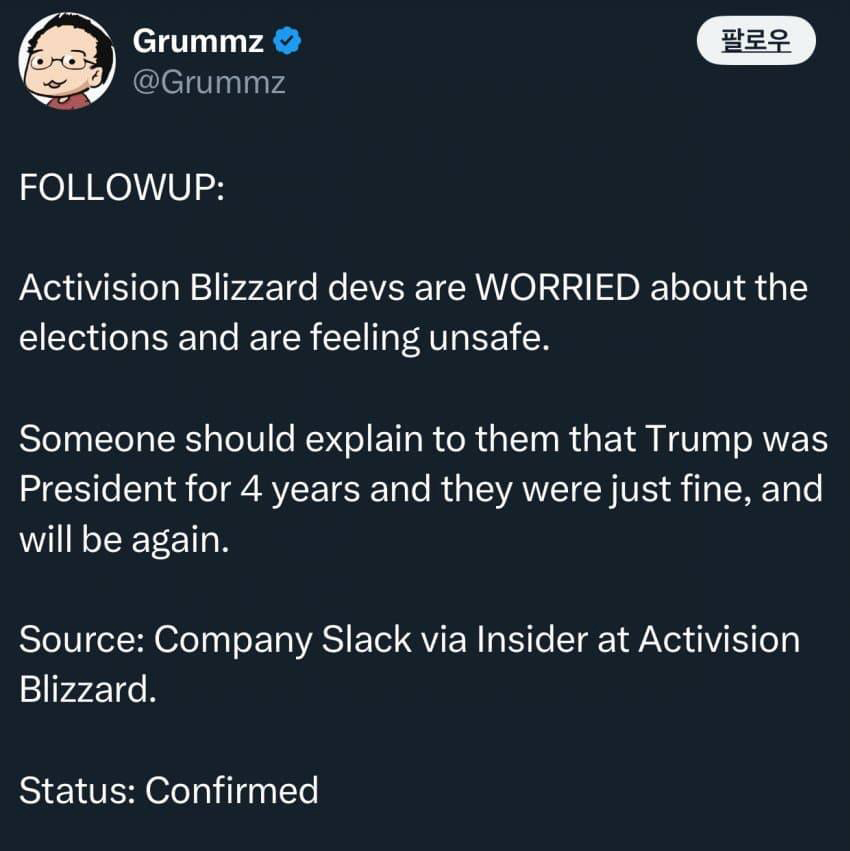 Grummz
팔로우
@Grummz
FOLLOWUP:
Activision Blizzard devs are WORRIED about the
elections and are feeling unsafe.
Someone should explain to them that Trump was
President for 4 years and they were just fine, and
will be again.
Source: Company Slack via Insider at Activision
Blizzard.
Status: Confirmed